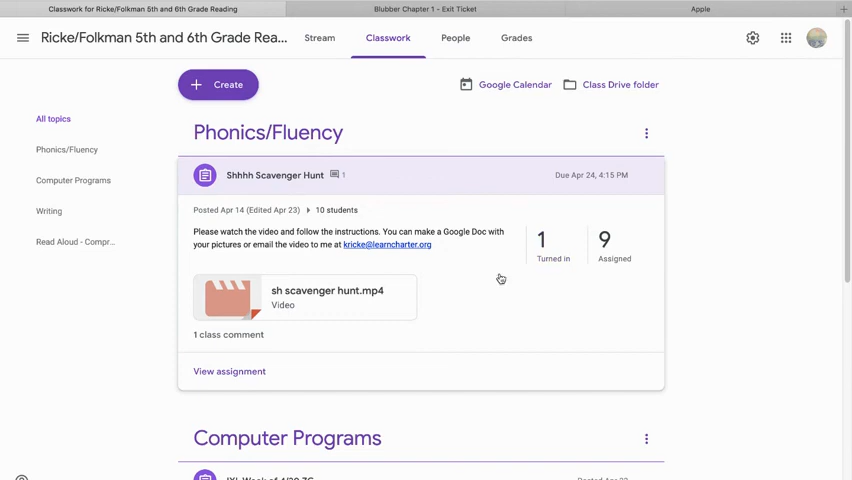 Classwork for Ricke/Folkman 5th and 6th Grade Reading
Blubber Chapter 1 - Exit Ticket
Apple
Ricke/Folkman 5th and 6th Grade Rea...
Stream
Classwork
People
Grades
Create
Google Calendar
Class Drive folder
All topics
Phonics/Fluency
Computer Programs
Writing
Read Aloud - Compr...
Phonics/Fluency
Shhhh Scavenger Hunt
1
Due Apr 24, 4:15 PM
Posted Apr 14 (Edited Apr 23)
10 students
Please watch the video and follow the instructions. You can make a Google Doc with
your pictures or email the video to me at kricke@learncharter.org
1
Turned in
9
Assigned
sh scavenger hunt.mp4
Video
1 class comment
View assignment
Computer Programs